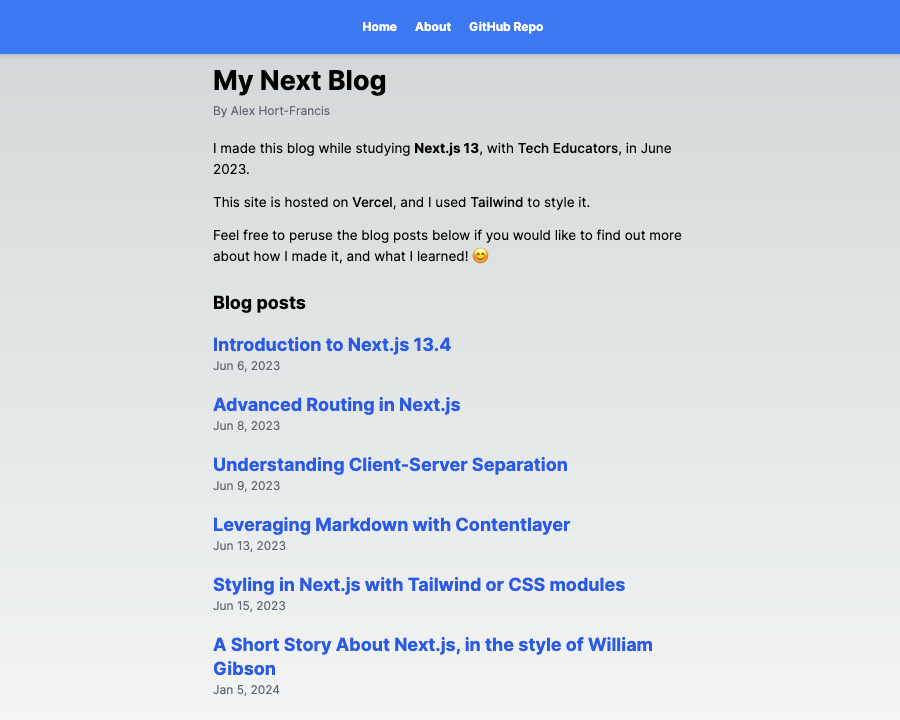 Home About GitHub Repo
My Next Blog
By Alex Hort-Francis
I made this blog while studying Next.js 13, with Tech Educators, in June
2023.
This site is hosted on Vercel, and I used Tailwind to style it.
Feel free to peruse the blog posts below if you would like to find out more
about how I made it, and what I learned! 😊
Blog posts
Introduction to Next.js 13.4
Jun 6, 2023
Advanced Routing in Next.js
Jun 8, 2023
Understanding Client-Server Separation
Jun 9, 2023
Leveraging Markdown with Contentlayer
Jun 13, 2023
Styling in Next.js with Tailwind or CSS modules
Jun 15, 2023
A Short Story About Next.js, in the style of William
Gibson
Jan 5, 2024